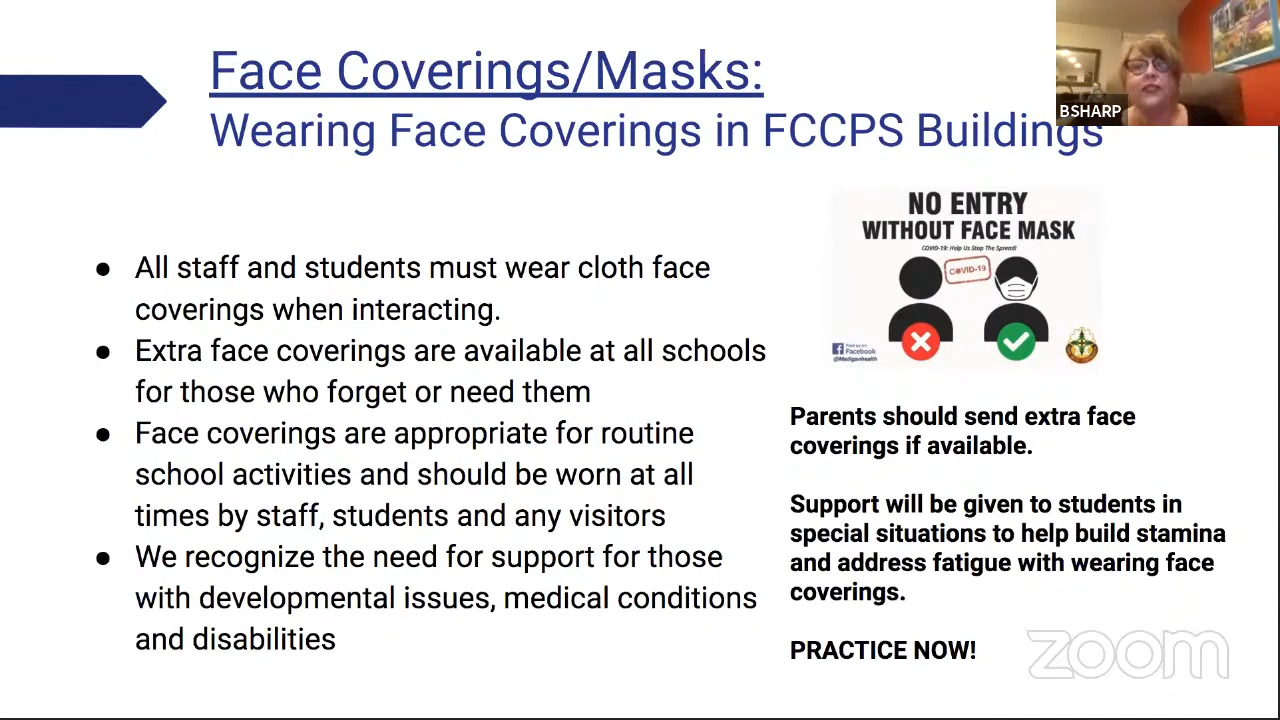 Face Coverings/Masks:
Wearing Face Coverings in FCCPS Buildings
BSHARP
● All staff and students must wear cloth face
coverings when interacting.
● Extra face coverings are available at all schools
for those who forget or need them
● Face coverings are appropriate for routine
school activities and should be worn at all
times by staff, students and any visitors
● We recognize the need for support for those
with developmental issues, medical conditions
and disabilities
NO ENTRY
WITHOUT FACE MASK
COVID-19: Help Us Stop The Spread!
COVID-19
Find us on
Facebook
@Madiganhealth
Parents should send extra face
coverings if available.
Support will be given to students in
special situations to help build stamina
and address fatigue with wearing face
coverings.
PRACTICE NOW!
zoom